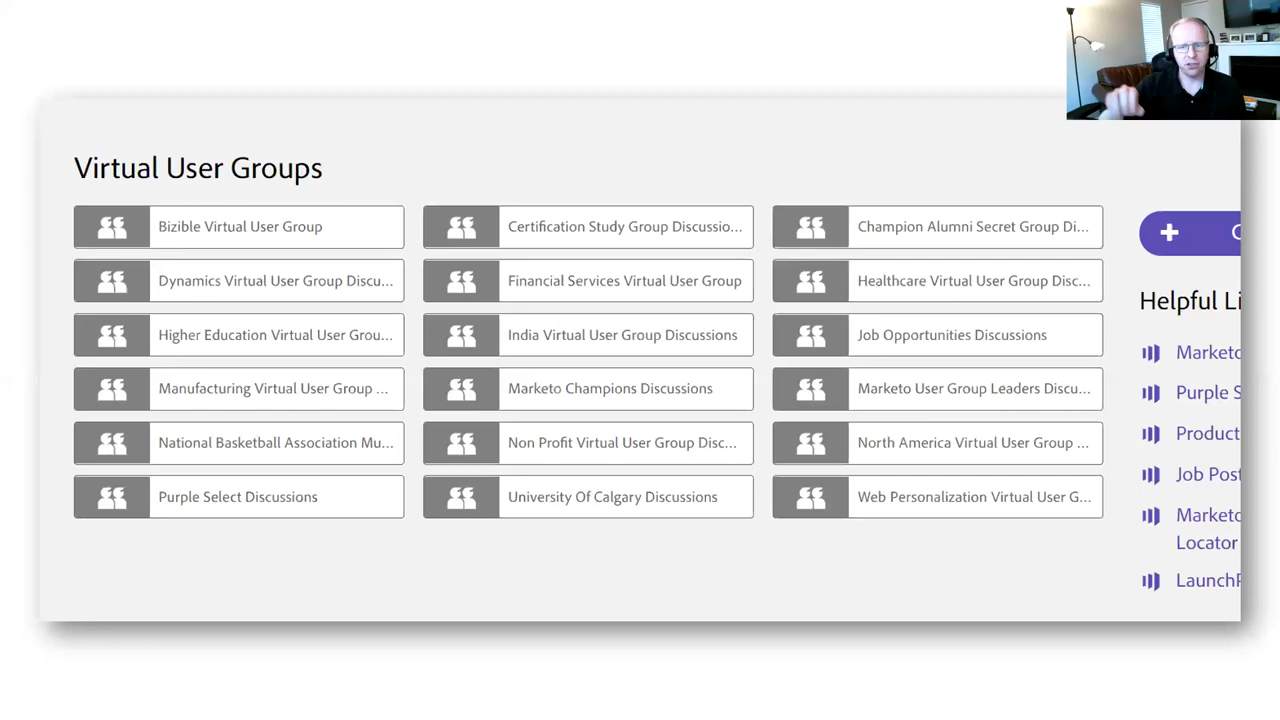 Virtual User Groups
Bizible Virtual User Group
Certification Study Group Discussio...
Champion Alumni Secret Group Di...
Dynamics Virtual User Group Discu...
Financial Services Virtual User Group
Healthcare Virtual User Group Disc...
Higher Education Virtual User Grou...
India Virtual User Group Discussions
Job Opportunities Discussions
Manufacturing Virtual User Group ...
Marketo Champions Discussions
Marketo User Group Leaders Discu...
National Basketball Association Mu...
Non Profit Virtual User Group Disc...
North America Virtual User Group ...
Purple Select Discussions
University Of Calgary Discussions
Web Personalization Virtual User G...
Helpful Li
Marketo
Purple S
Product
Job Post
Marketo
Locator
LaunchP